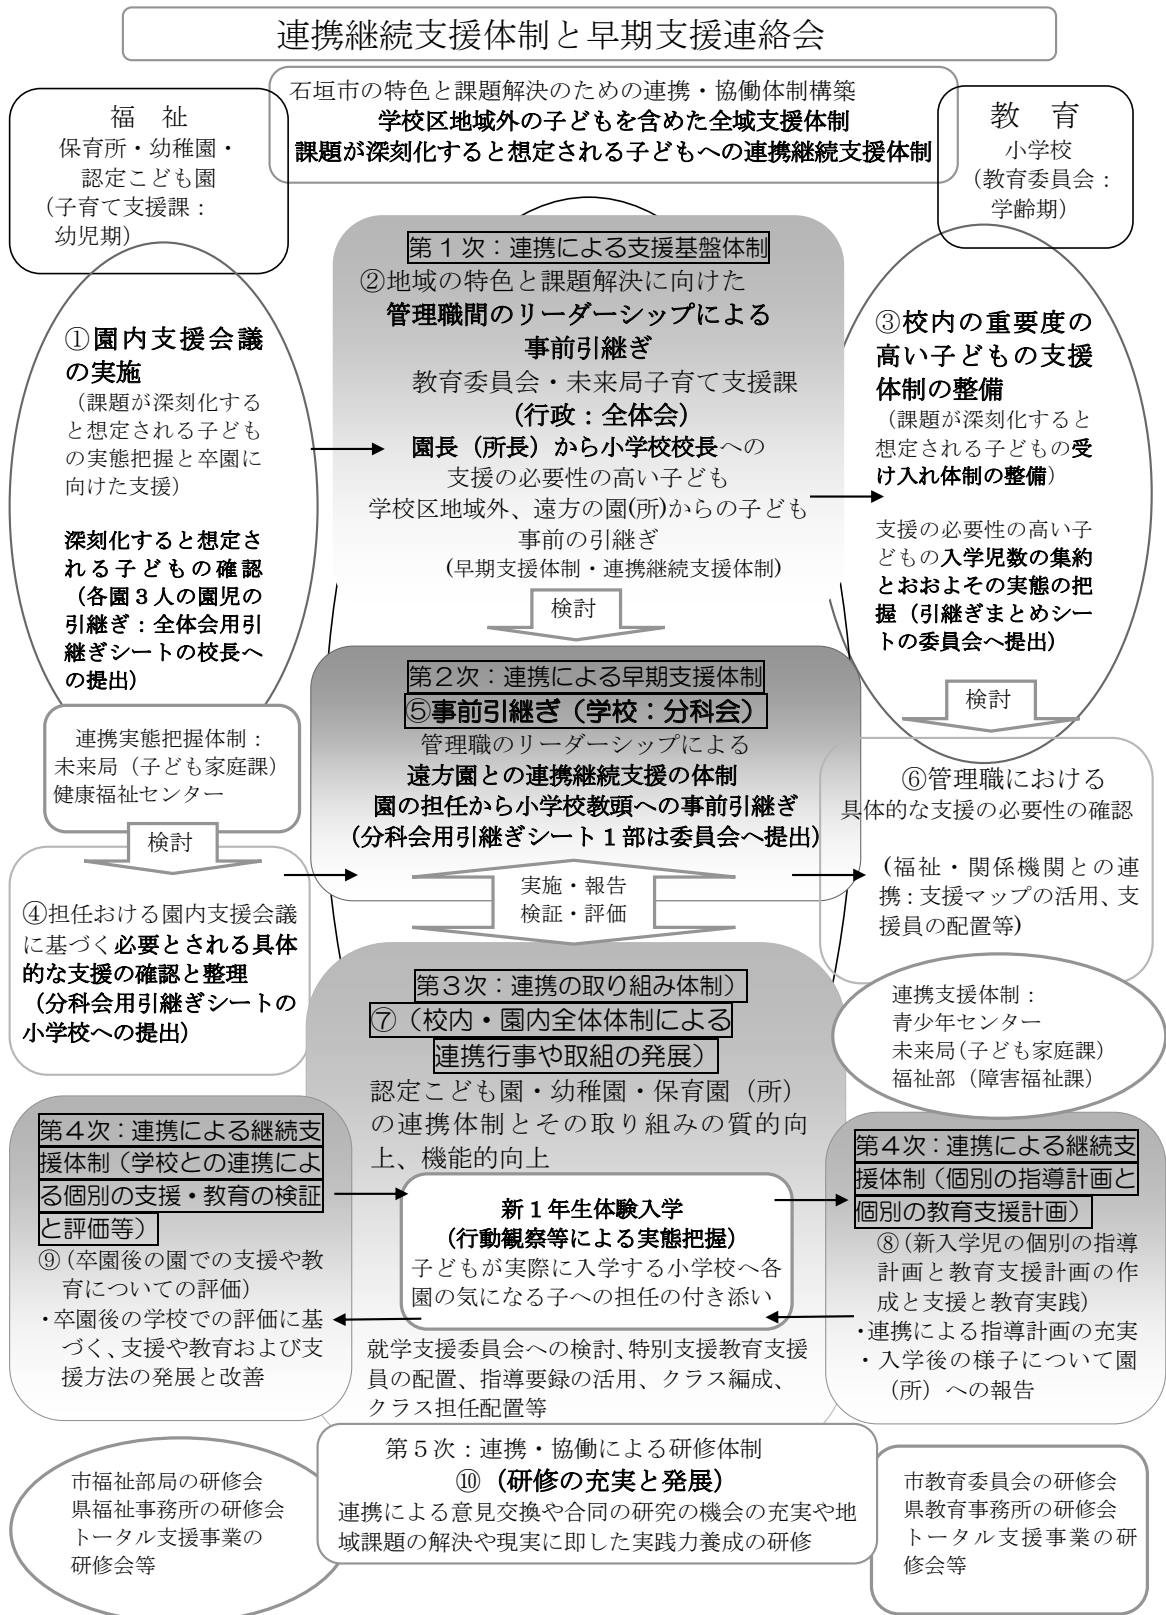 連携継続支援体制と早期支援連絡会
石垣市の特色と課題解決のための連携・協働体制構築
学校区地域外の子どもを含めた全域支援体制
課題が深刻化すると想定される子どもへの連携継続支援体制
福　祉
保育所・幼稚園・
認定こども園
(子育て支援課：
幼児期）
教　育
小学校
（教育委員会：
学齢期）
①園内支援会議
の実施
（課題が深刻化する
と想定される子ども
の実態把握と卒園に
向けた支援）
深刻化すると想定さ
れる子どもの確認
（各園３人の園児の
引継ぎ：全体会用引
継ぎシートの校長へ
の提出）
第１次：連携による支援基盤体制
②地域の特色と課題解決に向けた
管理職間のリーダーシップによる
事前引継ぎ
教育委員会・未来局子育て支援課
（行政：全体会）
園長（所長）から小学校校長への
支援の必要性の高い子ども
学校区地域外、遠方の園(所)からの子ども
事前の引継ぎ
(早期支援体制・連携継続支援体制)
検討
③校内の重要度の
高い子どもの支援
体制の整備
（課題が深刻化すると
想定される子どもの受
け入れ体制の整備）
支援の必要性の高い子
どもの入学児数の集約
とおおよその実態の把
握（引継ぎまとめシー
トの委員会へ提出）
検討
連携実態把握体制：
未来局（子ども家庭課）
健康福祉センター
検討
④担任おける園内支援会議
に基づく必要とされる具体
的な支援の確認と整理
（分科会用引継ぎシートの
小学校への提出）
第２次：連携による早期支援体制
⑤事前引継ぎ（学校：分科会）
管理職のリーダーシップによる
遠方園との連携継続支援の体制
園の担任から小学校教頭への事前引継ぎ
（分科会用引継ぎシート１部は委員会へ提出）
実施・報告
検証・評価
⑥管理職における
具体的な支援の必要性の確認
(福祉・関係機関との連
携：支援マップの活用、支
援員の配置等)
連携支援体制：
青少年センター
未来局(子ども家庭課)
福祉部（障害福祉課）
第３次：連携の取り組み体制）
⑦（校内・園内全体体制による
連携行事や取組の発展）
認定こども園・幼稚園・保育園（所）
の連携体制とその取り組みの質的向
上、機能的向上
新１年生体験入学
(行動観察等による実態把握)
子どもが実際に入学する小学校へ各
園の気になる子への担任の付き添い
就学支援委員会への検討、特別支援教育支援
員の配置、指導要録の活用、クラス編成、
クラス担任配置等
第４次：連携による継続支
援体制（学校との連携によ
る個別の支援・教育の検証
と評価等）
⑨（卒園後の園での支援や教
育についての評価）
・卒園後の学校での評価に基
づく、支援や教育および支
援方法の発展と改善
第４次：連携による継続支
援体制（個別の指導計画と
個別の教育支援計画）
⑧（新入学児の個別の指導
計画と教育支援計画の作
成と支援と教育実践）
・連携による指導計画の充実
・入学後の様子について園
（所）への報告
第５次：連携・協働による研修体制
⑩（研修の充実と発展）
連携による意見交換や合同の研究の機会の充実や地
域課題の解決や現実に即した実践力養成の研修
市福祉部局の研修会
県福祉事務所の研修会
トータル支援事業の
研修会等
市教育委員会の研修会
県教育事務所の研修会
トータル支援事業の研
修会等